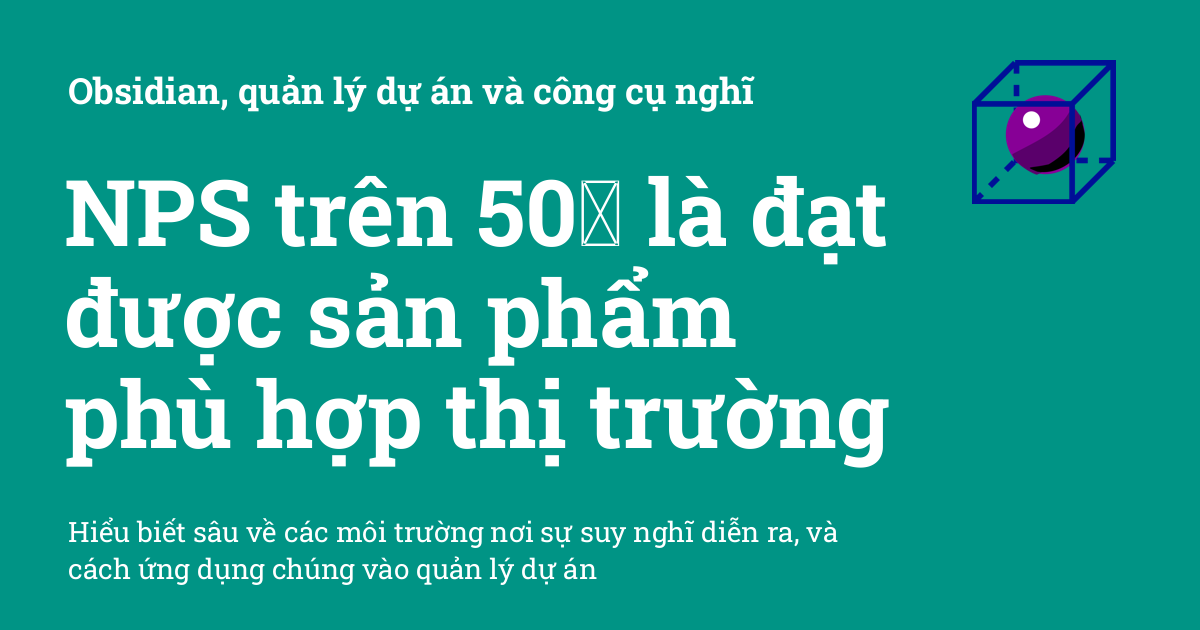 Obsidian, quản lý dự án và công cụ nghĩ
NPS trên 50 là đạt
được sản phẩm
phù hợp thị trường
Hiểu biết sâu về các môi trường nơi sự suy nghĩ diễn ra, và
cách ứng dụng chúng vào quản lý dự án